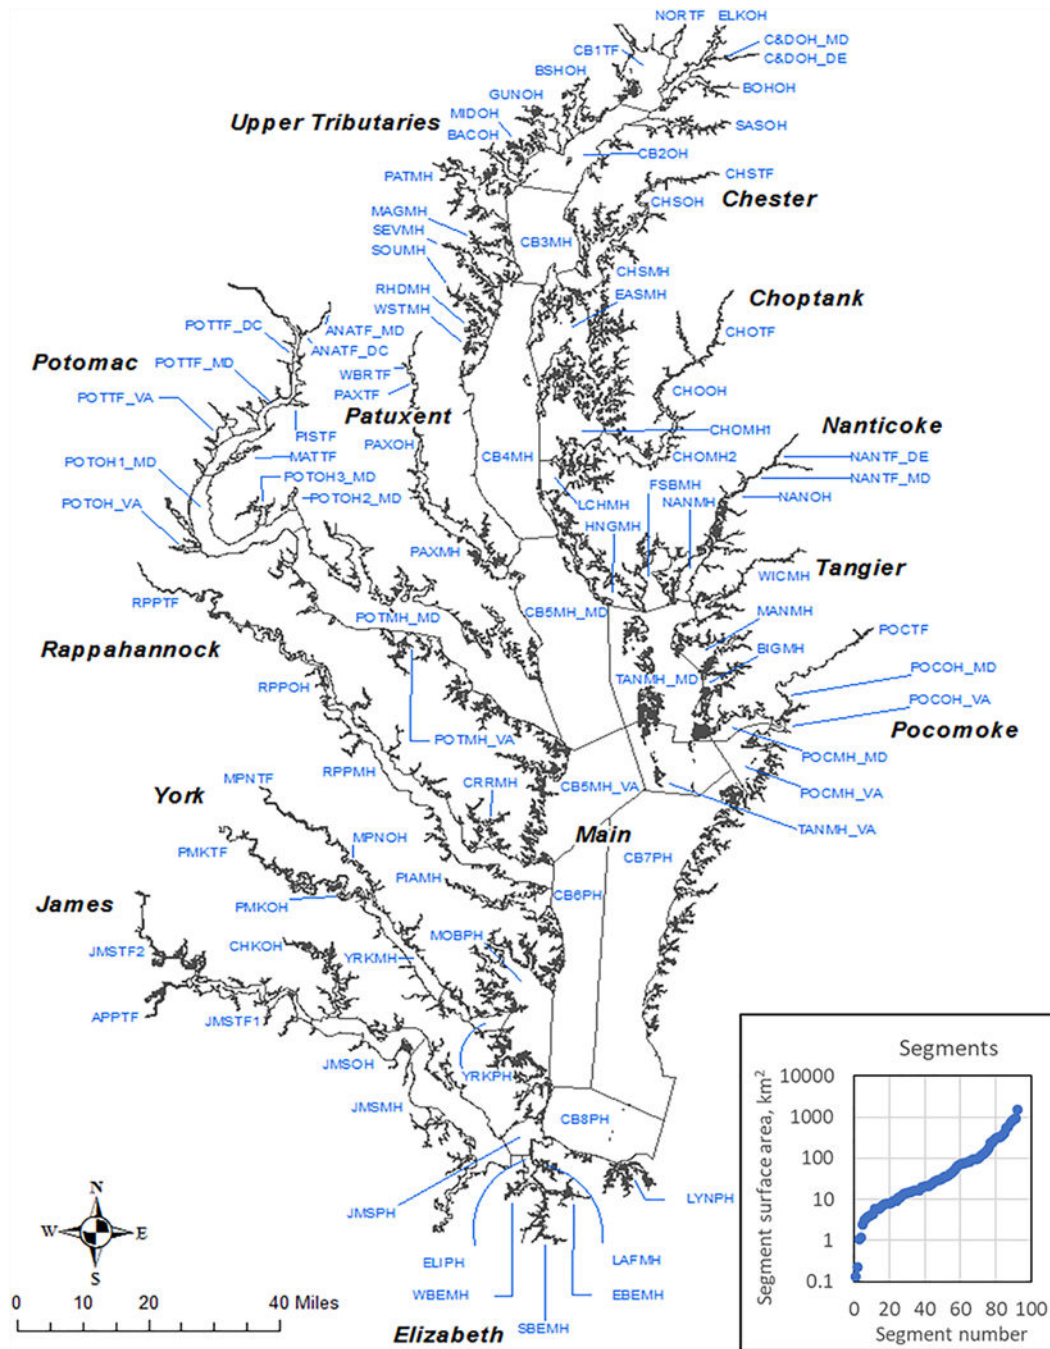 NORTF ELKOH
C&DOH_MD
CB1TF
C&DOH_DE
BSHOH
BOHOH
GUNOH
MIDOH
Upper Tributaries
BACOH
SASOH
CB2OH
PATMH
CHSTF
CHSOH
Chester
MAGMH
SEVMH
CB3MH
SOUMH
CHSMH
RHDMH
EASMH
WSTMH
Choptank
POTTF_DC
ANATF_MD
CHOTF
ANATF_DC
Potomac
POTTF_MD
WBRTF
POTTF_VA
PAXTF
CHOOH
PISTF
Patuxent
CHOMH1
Nanticoke
PAXOH
MATTF
CB4MH
CHOMH2
NANTF_DE
POTOH1_MD
POTOH3_MD
FSBMH
NANTF_MD
POTOH2_MD
LCHMH
NANMH
NANOH
POTOH_VA
HNGMH
PAXMH
Tangier
RPPTF
WICMH
POTMH_MD
CB5MH_MD
MANMH
POCTF
Rappahannock
BIGMH
POCOH_MD
RPPOH
TANMH_MD
POCOH_VA
POTMH_VA
Pocomoke
POCMH_MD
RPPMH
CRRMH
CB5MH_VA
POCMH_VA
MPNTF
York
TANMH_VA
MPNOH
Main
PMKTF
CB7PH
PIAMH
CB6PH
James
PMKOH
MOBPH
JMSTF2
CHKOH
YRKMH
APPTF
JMSTF1
JMSOH
YRKPH
JMSMH
CB8PH
JMSPH
LYNPH
ELIPH
LAFMH
WBEMH
EBEMH
SBEMH
Elizabeth
N
W E
S
0 10 20 40 Miles
Segments
Segment surface area, km²
10000
1000
100
10
1
0.1
0 20 40 60 80 100
Segment number